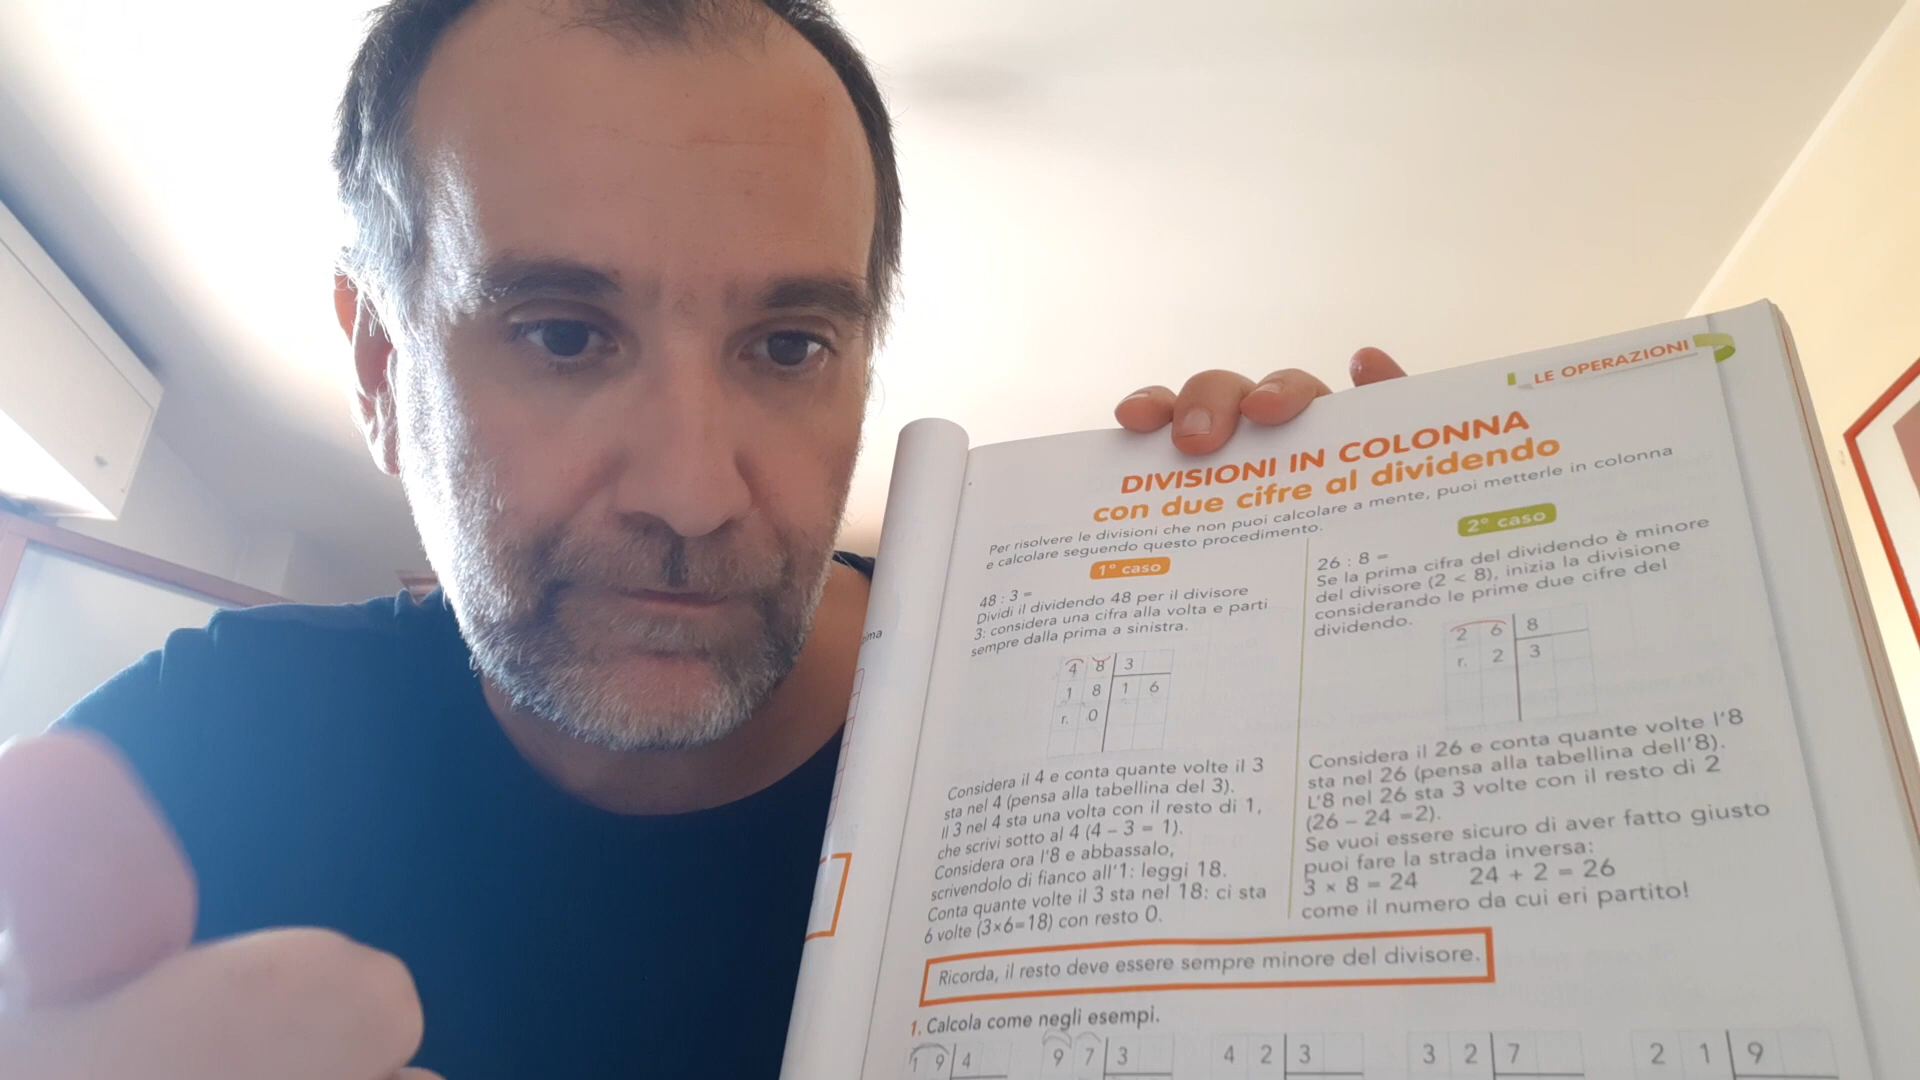 LE OPERAZIONI
DIVISIONI IN COLONNA
con due cifre al dividendo
Per risolvere le divisioni che non puoi calcolare a mente, puoi metterle in colonna
e calcolare seguendo questo procedimento.
1° caso
48 : 3 =
Dividi il dividendo 48 per il divisore
3: considera una cifra alla volta e parti
sempre dalla prima a sinistra.
4 8 3
1 8 1 6
r. 0
Considera il 4 e conta quante volte il 3
sta nel 4 (pensa alla tabellina del 3).
Il 3 nel 4 sta una volta con il resto di 1,
che scrivi sotto al 4 (4 – 3 = 1).
Considera ora l'8 e abbassalo,
scrivendolo di fianco all'1: leggi 18.
Conta quante volte il 3 sta nel 18: ci sta
6 volte (3×6=18) con resto 0.
2° caso
26 : 8 =
Se la prima cifra del dividendo è minore
del divisore (2 < 8), inizia la divisione
considerando le prime due cifre del
dividendo.
2 6 8
r. 2 3
Considera il 26 e conta quante volte l'8
sta nel 26 (pensa alla tabellina dell'8).
L'8 nel 26 sta 3 volte con il resto di 2
(26 – 24 =2).
Se vuoi essere sicuro di aver fatto giusto
puoi fare la strada inversa:
3 × 8 = 24 24 + 2 = 26
come il numero da cui eri partito!
Ricorda, il resto deve essere sempre minore del divisore.
1. Calcola come negli esempi.
1 9 4 9 7 3 4 2 3 3 2 7 2 1 9